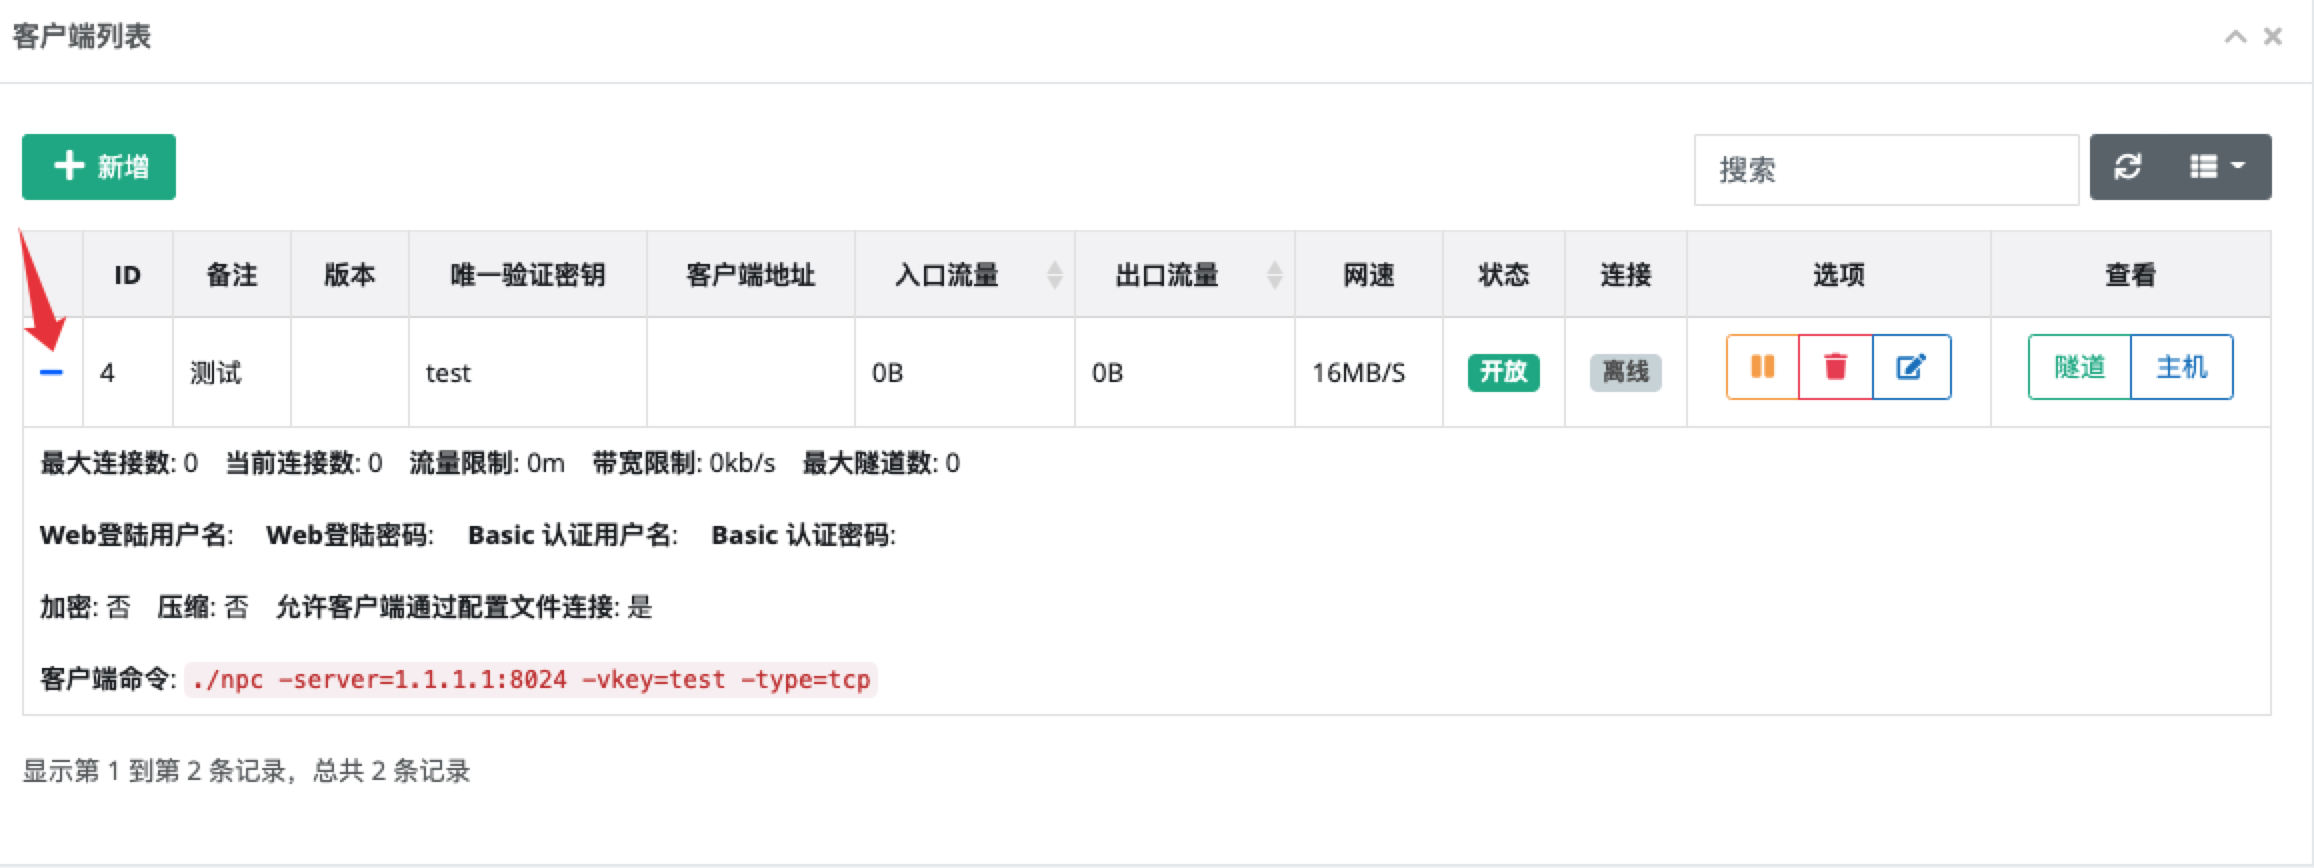 客户端列表
新增
搜索
ID 备注 版本 唯一验证密钥 客户端地址 入口流量 出口流量 网速 状态 连接 选项 查看
4 测试 test 0B 0B 16MB/S 开放 离线 隧道 主机
最大连接数: 0 当前连接数: 0 流量限制: 0m 带宽限制: 0kb/s 最大隧道数: 0
Web登陆用户名: Web登陆密码: Basic 认证用户名: Basic 认证密码:
加密: 否 压缩: 否 允许客户端通过配置文件连接: 是
客户端命令: ./npc -server=1.1.1.1:8024 -vkey=test -type=tcp
显示第 1 到第 2 条记录，总共 2 条记录